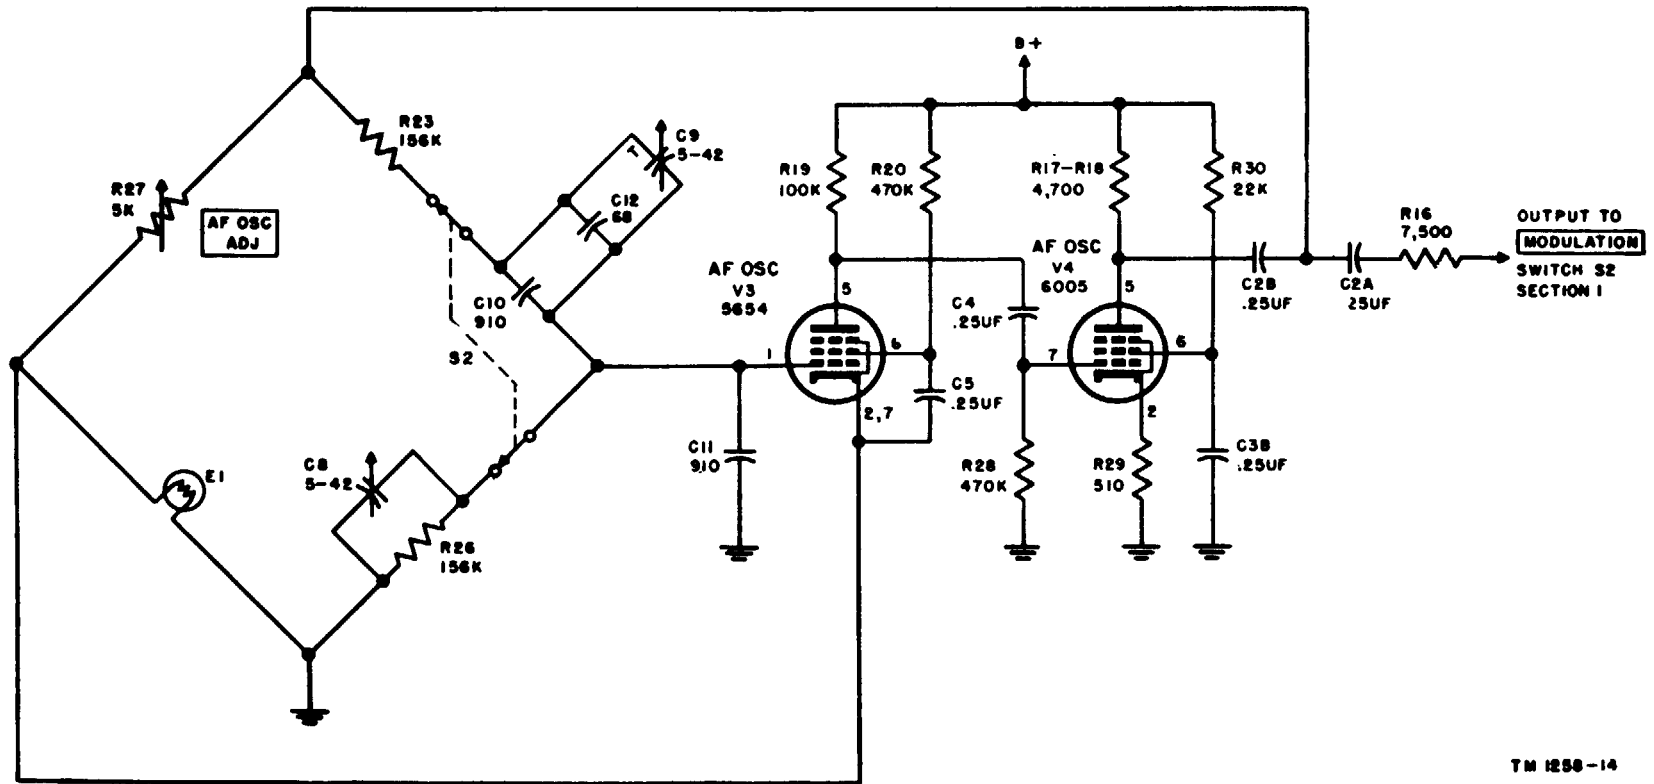 B+
R23
156K
C9
5-42
T
R27
5K
AF OSC
ADJ
C12
68
R19
100K
R20
470K
R17-R18
4,700
R30
22K
R16
7,500
OUTPUT TO
MODULATION
SWITCH S2
SECTION 1
AF OSC
V3
5654
AF OSC
V4
6005
C10
910
S2
C4
.25UF
C2B
.25UF
C2A
25UF
5
5
1
6
7
6
C5
.25UF
2,7
2
C11
910
R28
470K
R29
510
C3B
.25UF
C8
5-42
E1
R26
156K
TM 1258-14